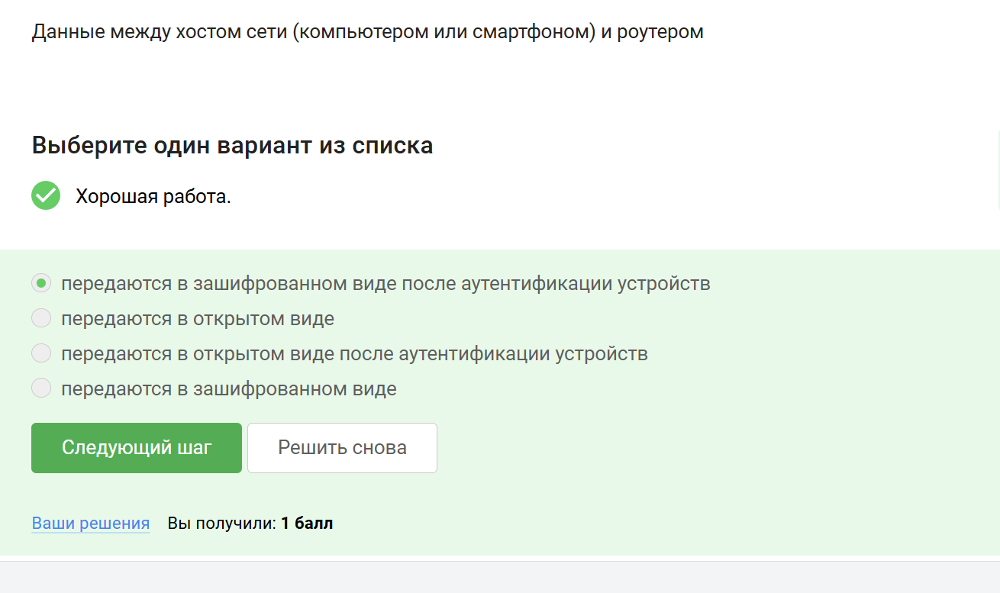 Данные между хостом сети (компьютером или смартфоном) и роутером
Выберите один вариант из списка
Хорошая работа.
передаются в зашифрованном виде после аутентификации устройств
передаются в открытом виде
передаются в открытом виде после аутентификации устройств
передаются в зашифрованном виде
Следующий шаг Решить снова
Ваши решения Вы получили: 1 балл